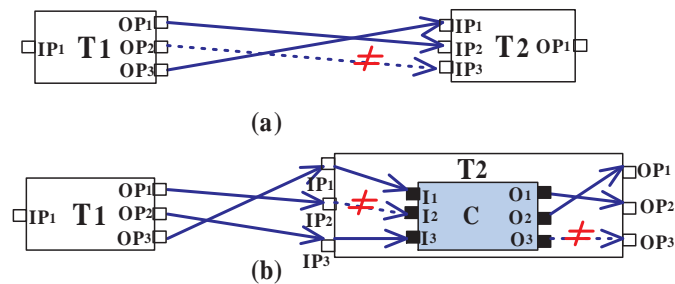 OP1 IP1
IP1 T1 OP2 IP2 T2 OP1
OP3 IP3
(a)
T2
IP1 OP1
OP1 I1 O1
IP1 T1 OP2 IP2 I2 C O2 OP2
OP3 I3 O3
IP3 OP3
(b)